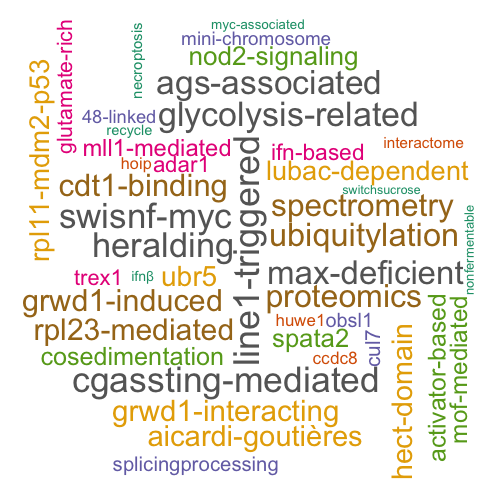 myc-associated
mini-chromosome
nod2-signaling
necroptosis
glutamate-rich
rpl11-mdm2-p53
ags-associated
glycolysis-related
48-linked
recycle
mll1-mediated
hoip
adar1
ifn-based
interactome
lubac-dependent
cdt1-binding
switchsucrose
swisnf-myc
spectrometry
heralding
ubiquitylation
line1-triggered
nonfermentable
trex1
ifnβ
ubr5
max-deficient
grwd1-induced
proteomics
rpl23-mediated
huwe1
obsl1
spata2
cul7
cosedimentation
ccdc8
activator-based
mof-mediated
cgassting-mediated
hect-domain
grwd1-interacting
aicardi-goutières
splicingprocessing